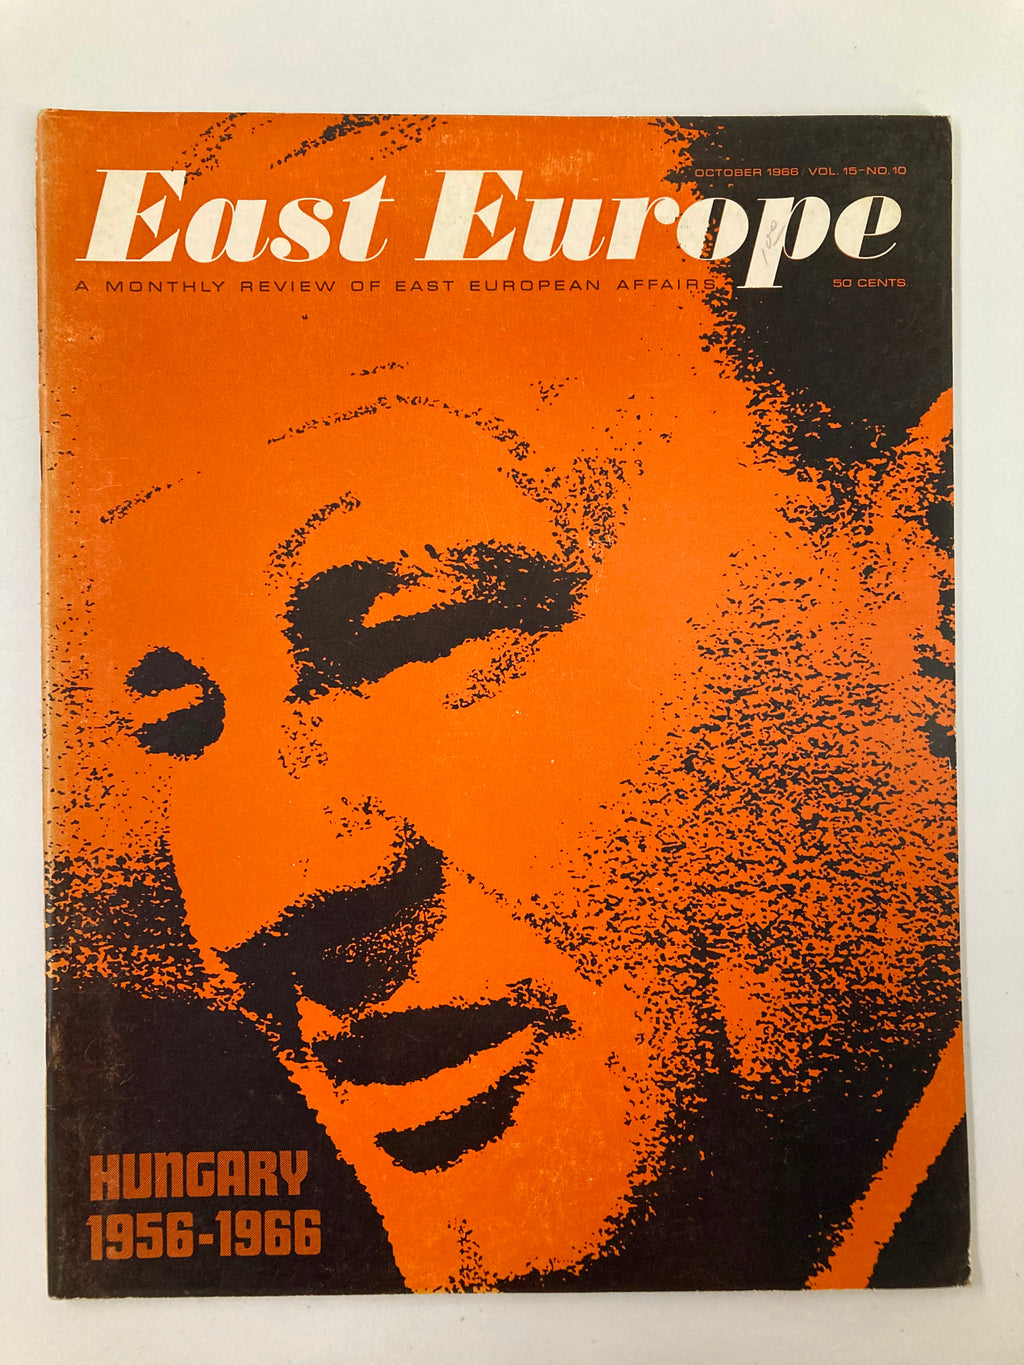 OCTOBER 1966 / VOL. 15–NO. 10
East Europe
A MONTHLY REVIEW OF EAST EUROPEAN AFFAIRS
50 CENTS
HUNGARY
1956-1966